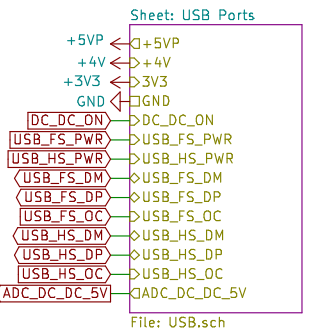 Sheet: USB Ports
+5VP +5VP
+4V +4V
+3V3 3V3
GND GND
DC_DC_ON DC_DC_ON
USB_FS_PWR USB_FS_PWR
USB_HS_PWR USB_HS_PWR
USB_FS_DM USB_FS_DM
USB_FS_DP USB_FS_DP
USB_FS_OC USB_FS_OC
USB_HS_DM USB_HS_DM
USB_HS_DP USB_HS_DP
USB_HS_OC USB_HS_OC
ADC_DC_DC_5V ADC_DC_DC_5V
File: USB.sch